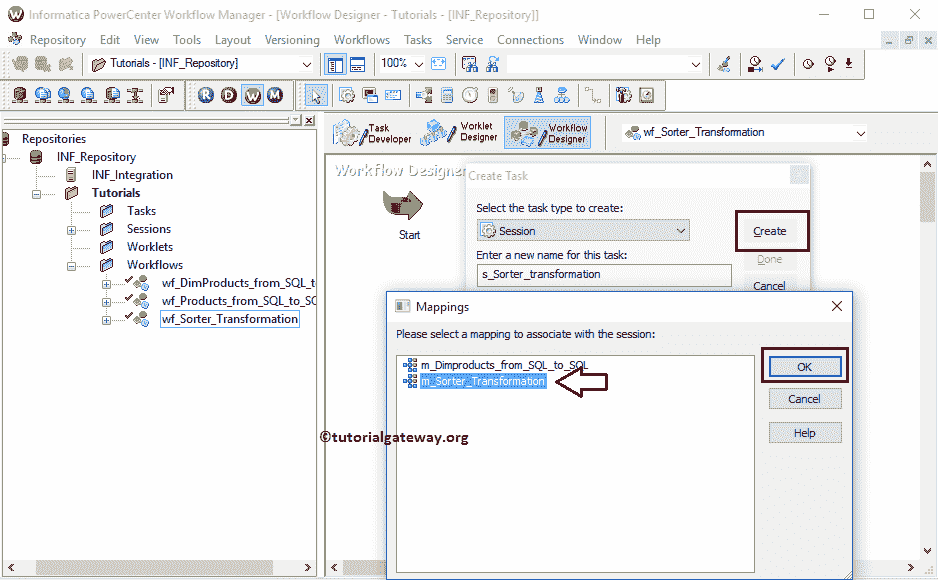 Informatica PowerCenter Workflow Manager - [Workflow Designer - Tutorials - [INF_Repository]]
Repository Edit View Tools Layout Versioning Workflows Tasks Service Connections Window Help
Tutorials - [INF_Repository]
100%
R D W M
Task Developer
Worklet Designer
Workflow Designer
wf_Sorter_Transformation
Repositories
INF_Repository
INF_Integration
Tutorials
Tasks
Sessions
Worklets
Workflows
wf_DimProducts_from_SQL_t
wf_Products_from_SQL_to_SQ
wf_Sorter_Transformation
Workflow Designer
Start
Create Task
Select the task type to create:
Session
Create
Enter a new name for this task:
Done
s_Sorter_transformation
Cancel
Mappings
Please select a mapping to associate with the session:
m_Dimproducts_from_SQL_to_SQL
m_Sorter_Transformation
OK
Cancel
Help
©tutorialgateway.org